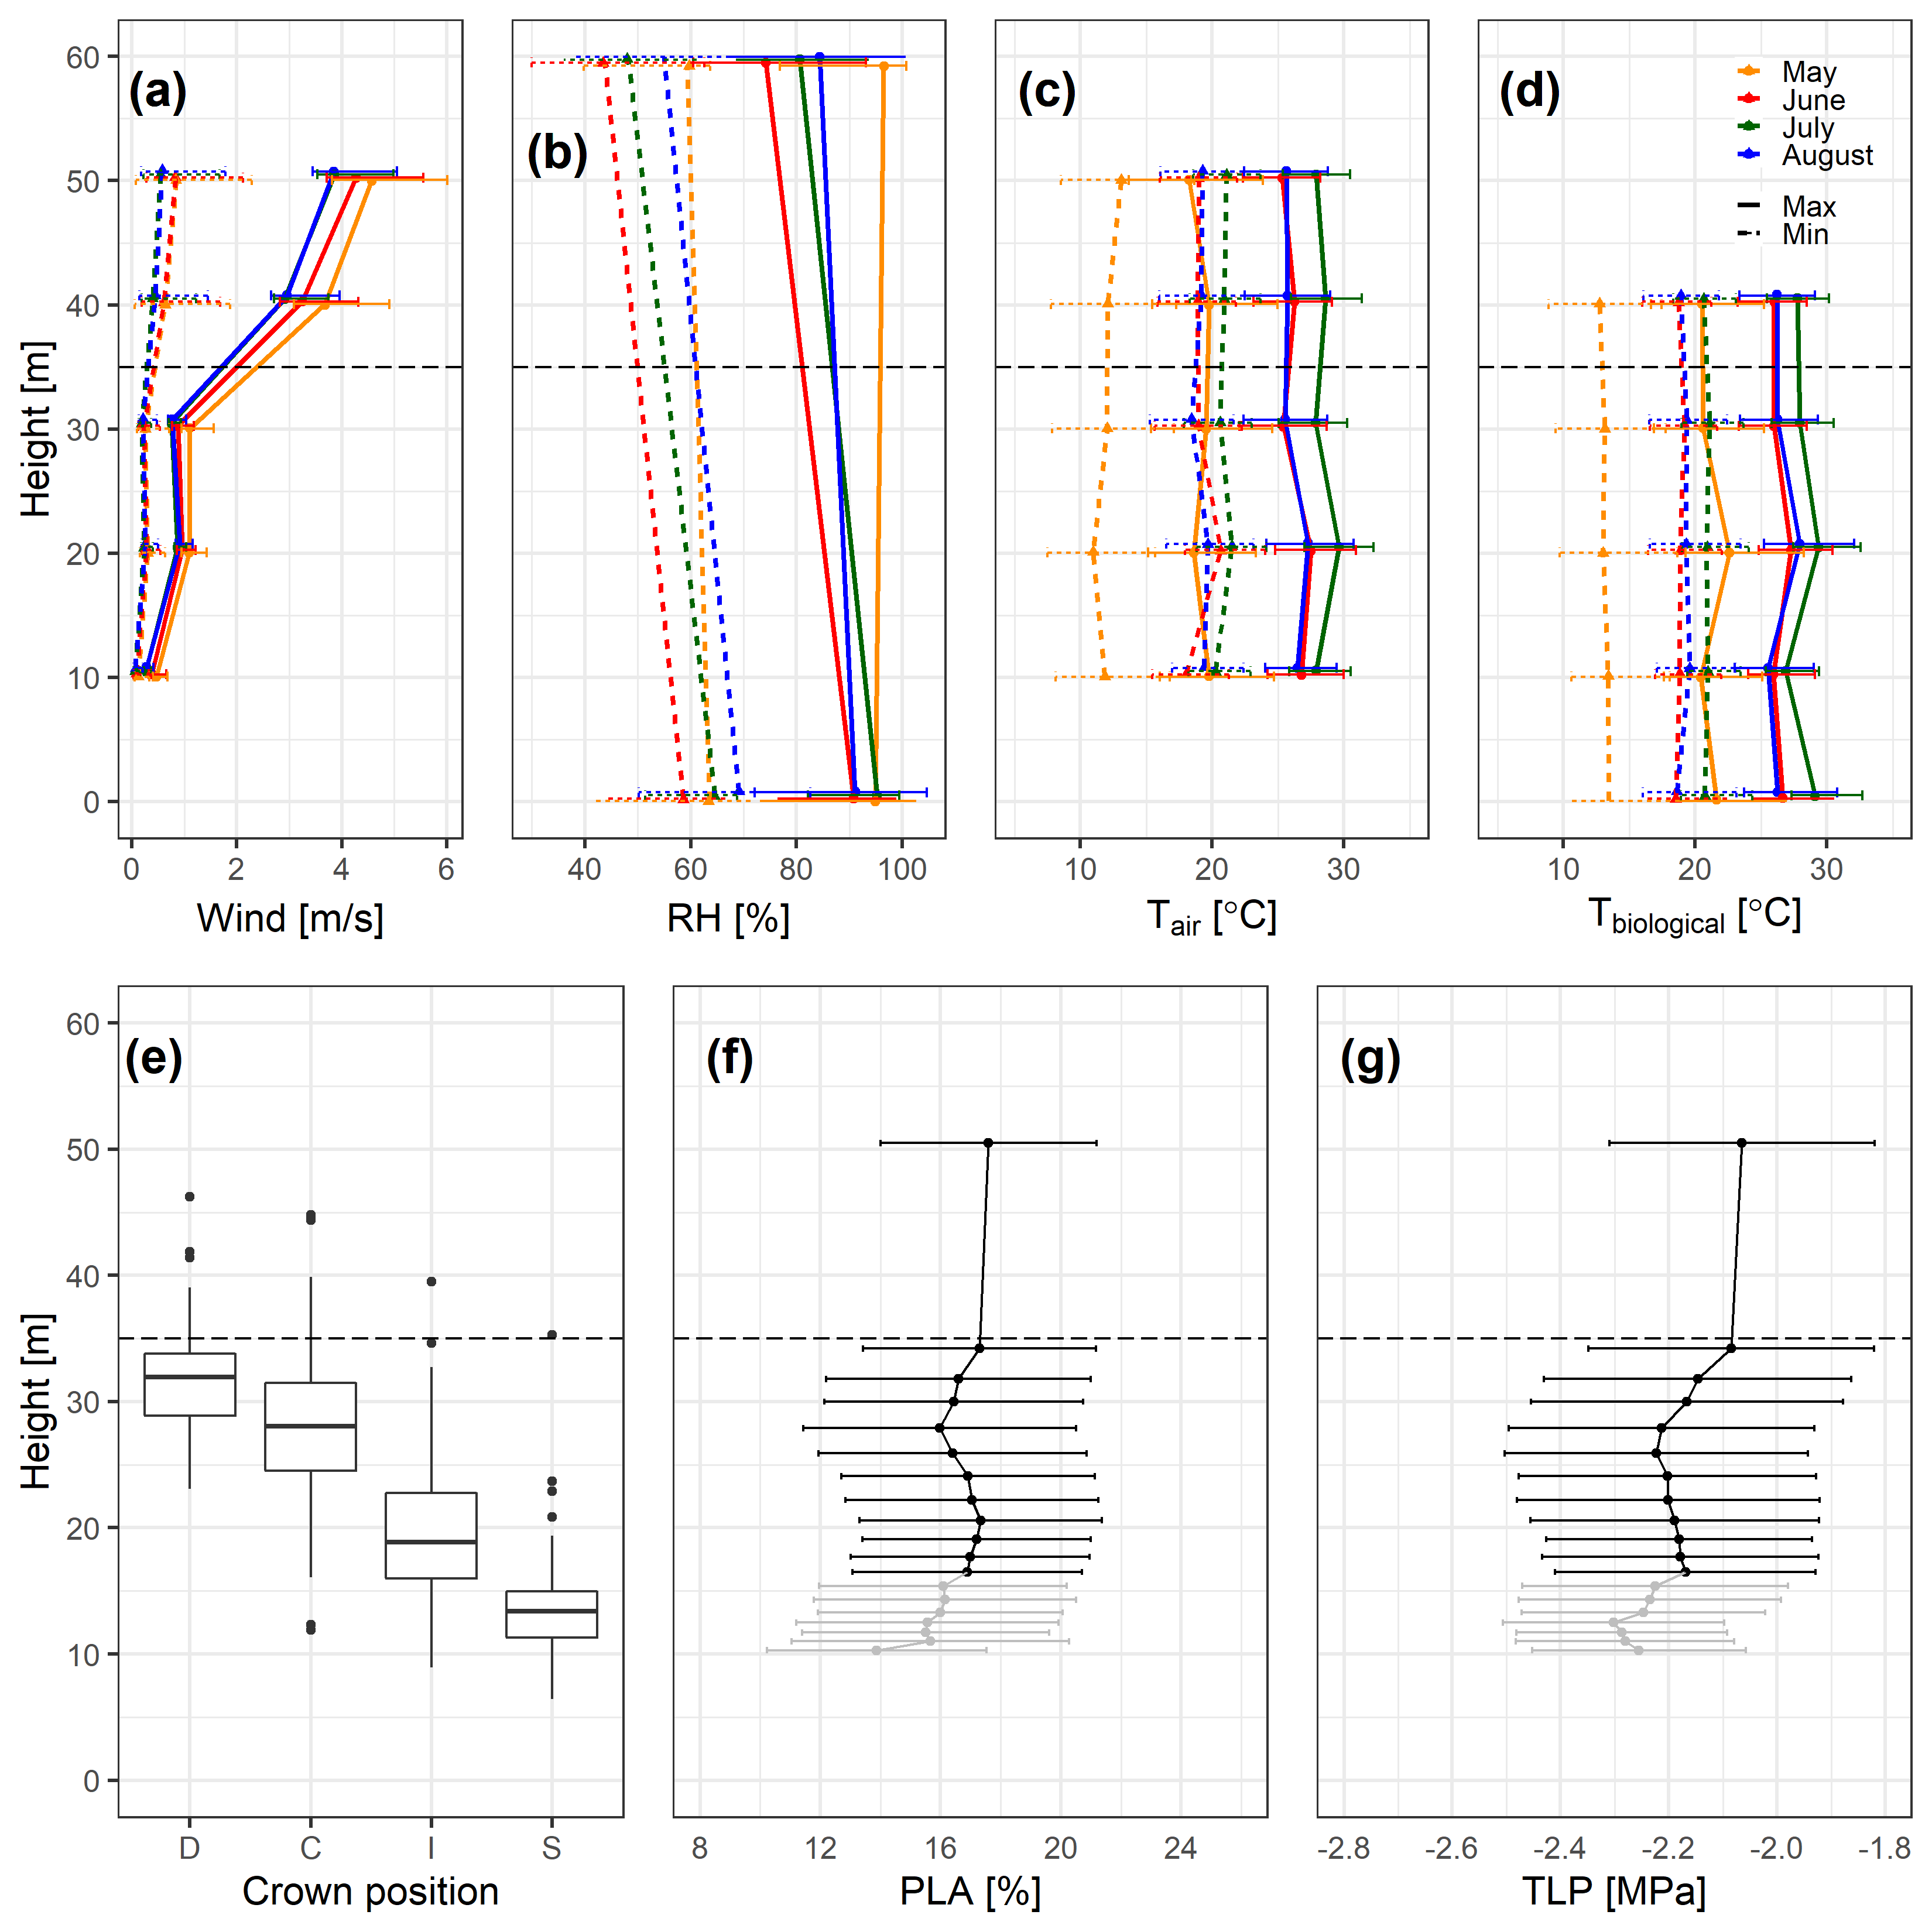 (a)
(b)
(c)
(d)
May
June
July
August
Max
Min
Height [m]
60
50
40
30
20
10
0
0 2 4 6
40 60 80 100
10 20 30
10 20 30
Wind [m/s]
RH [%]
Tair [°C]
Tbiological [°C]
(e)
(f)
(g)
Height [m]
60
50
40
30
20
10
0
D C I S
8 12 16 20 24
-2.8 -2.6 -2.4 -2.2 -2.0 -1.8
Crown position
PLA [%]
TLP [MPa]